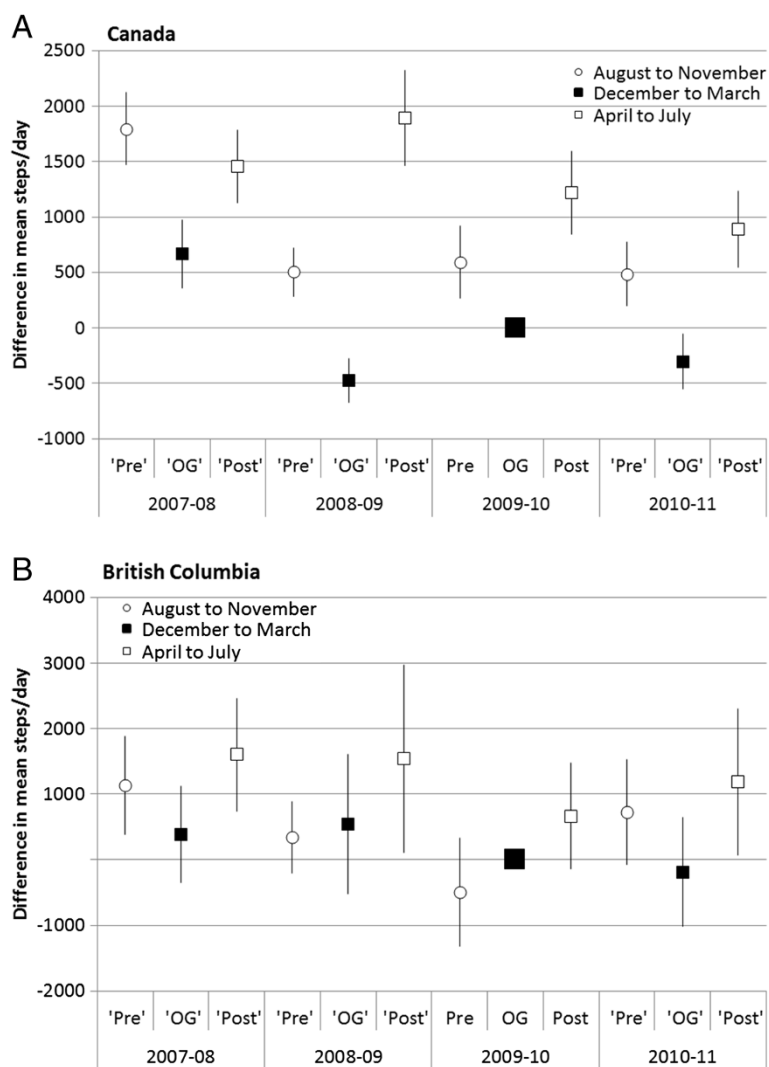 A
Canada
2500
2000
1500
1000
500
0
-500
-1000
Difference in mean steps/day
August to November
December to March
April to July
'Pre' 'OG' 'Post' 'Pre' 'OG' 'Post' Pre OG Post 'Pre' 'OG' 'Post'
2007-08 2008-09 2009-10 2010-11
B
British Columbia
4000
3000
2000
1000
-1000
-2000
Difference in mean steps/day
August to November
December to March
April to July
'Pre' 'OG' 'Post' 'Pre' 'OG' 'Post' Pre OG Post 'Pre' 'OG' 'Post'
2007-08 2008-09 2009-10 2010-11